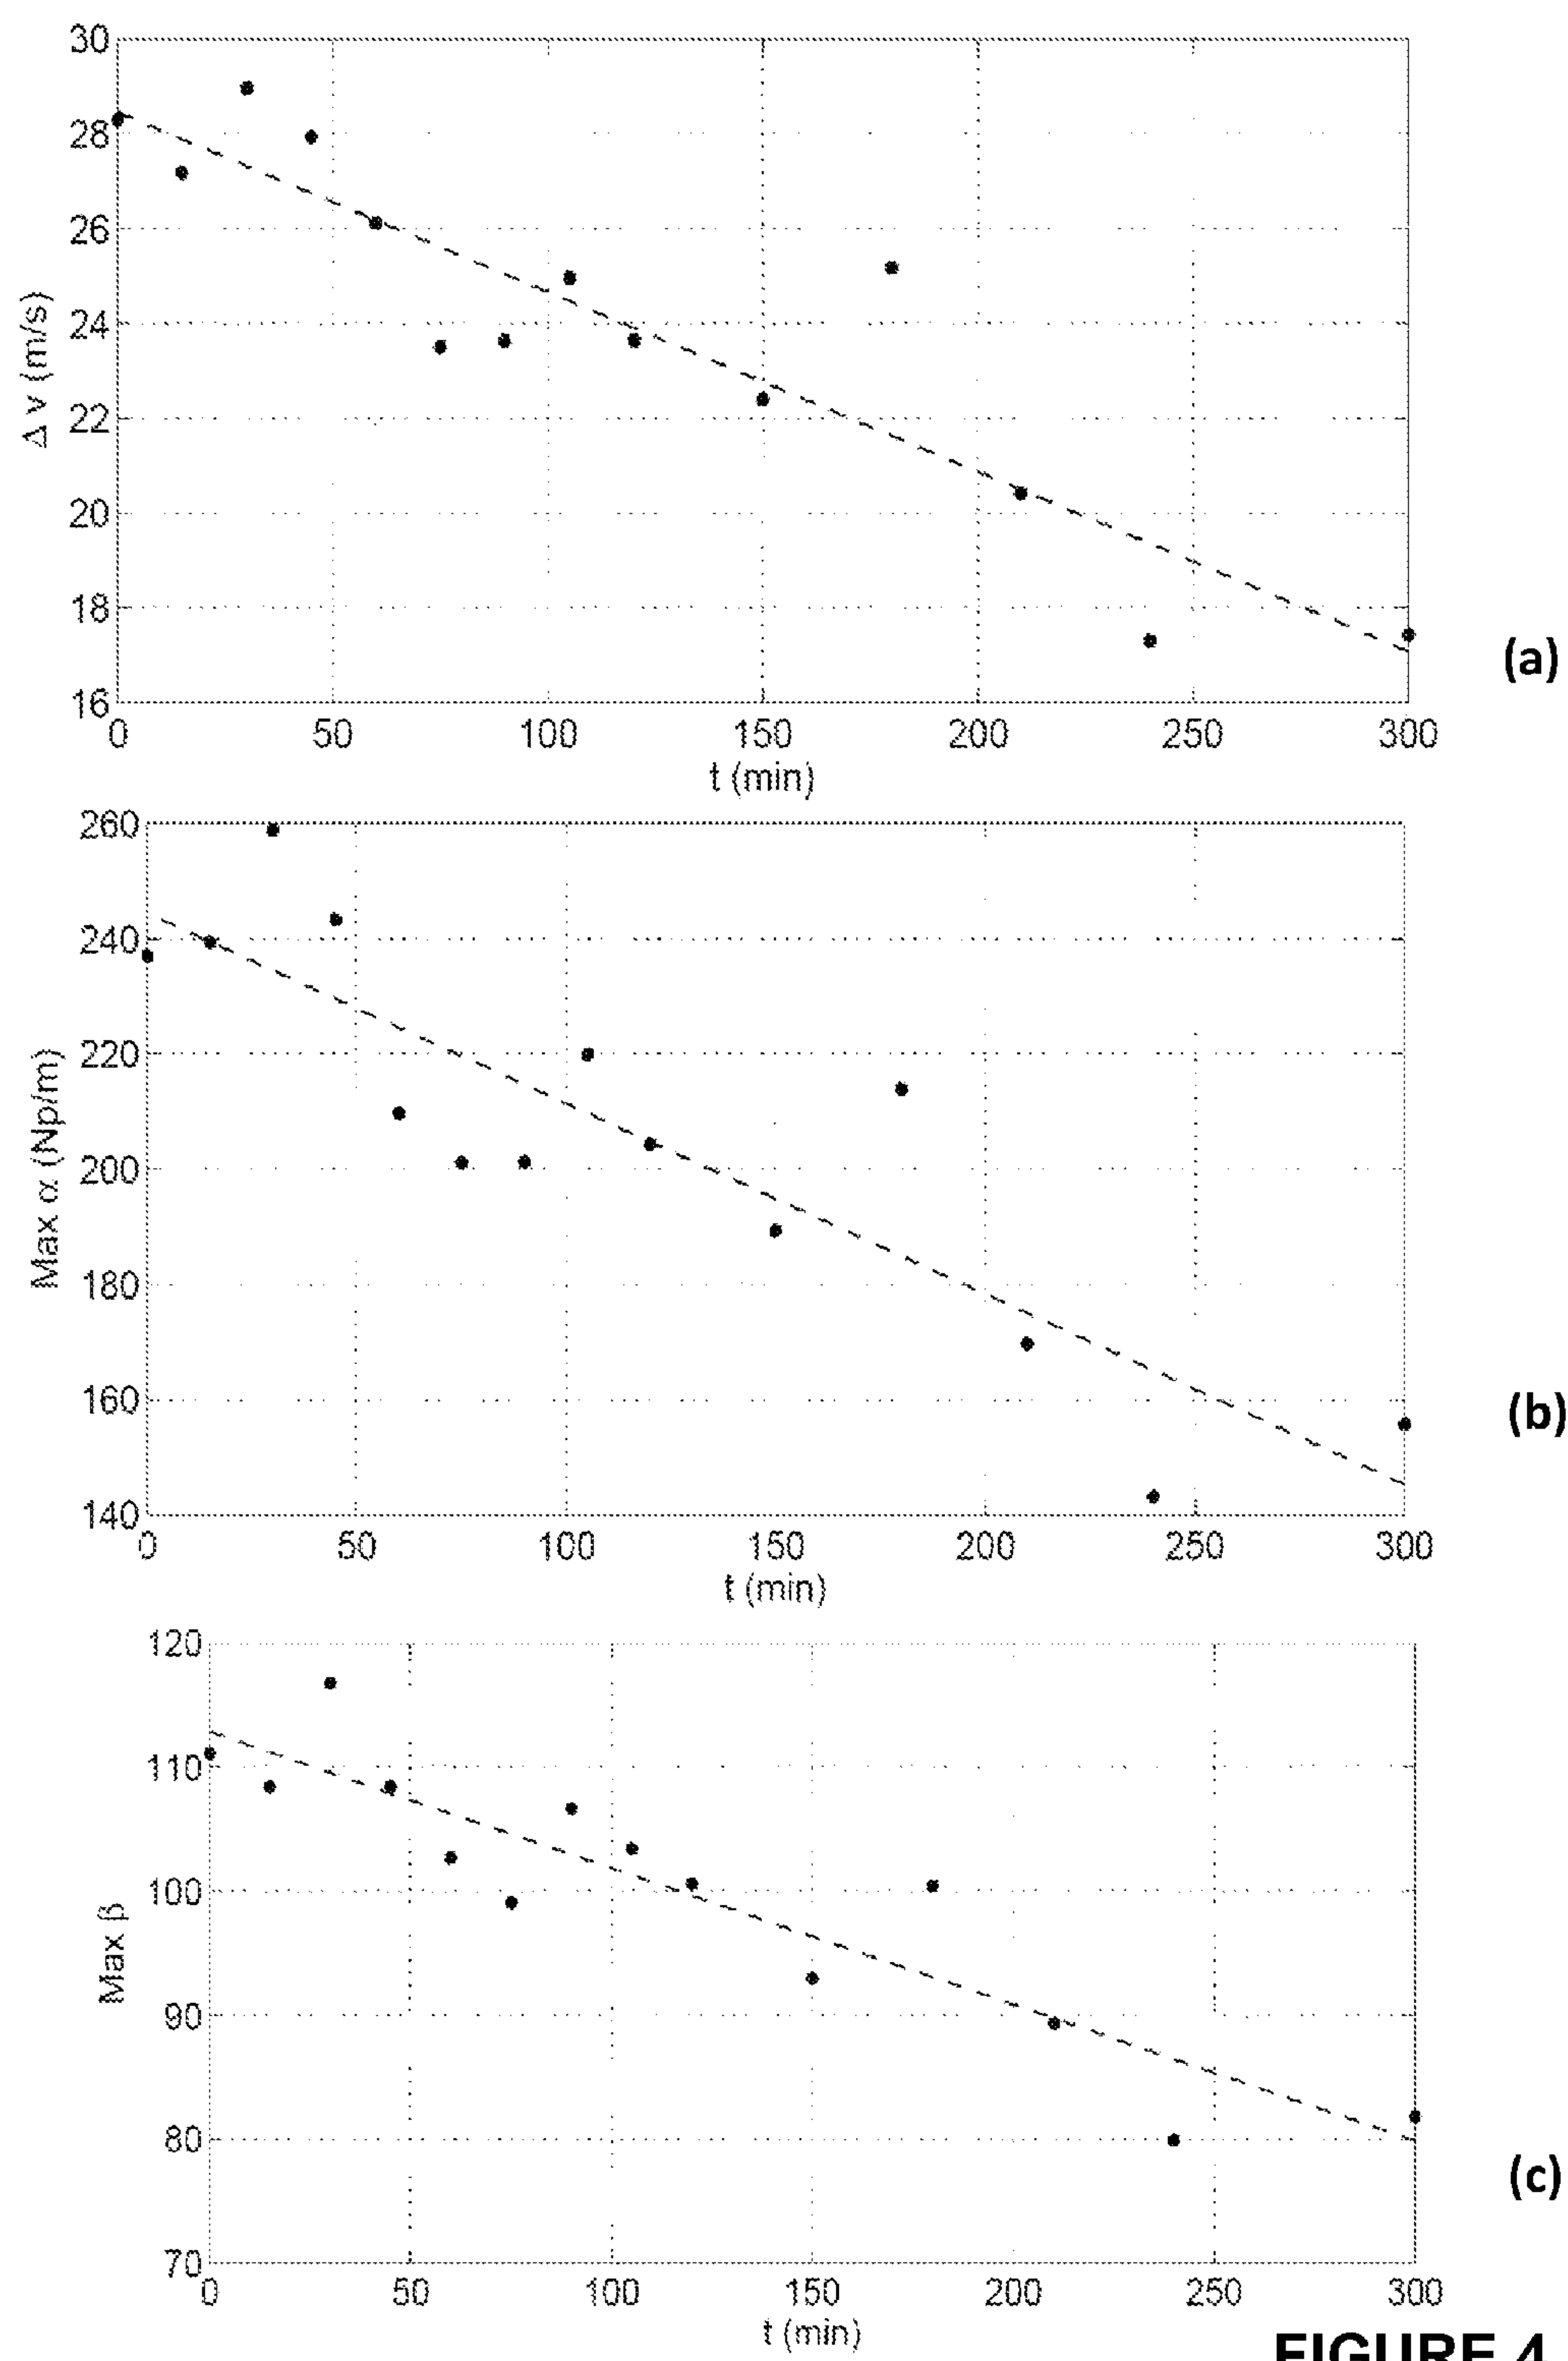 30
28
26
24
22
20
18
16
Δ v (m/s)
0 50 100 150 200 250 300
t (min)
(a)
260
240
220
200
180
160
140
Max α (Np/m)
0 50 100 150 200 250 300
t (min)
(b)
120
110
100
90
80
70
Max β
0 50 100 150 200 250 300
t (min)
(c)
FIGURE 4